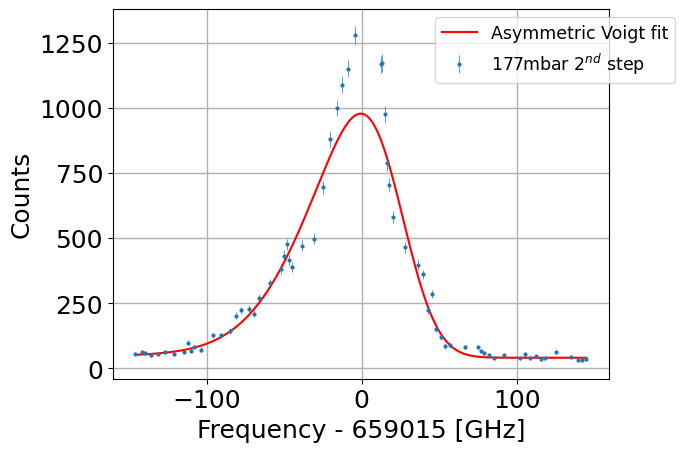 Asymmetric Voigt fit
177mbar 2nd step
1250
1000
750
500
250
0
Counts
−100
0
100
Frequency - 659015 [GHz]